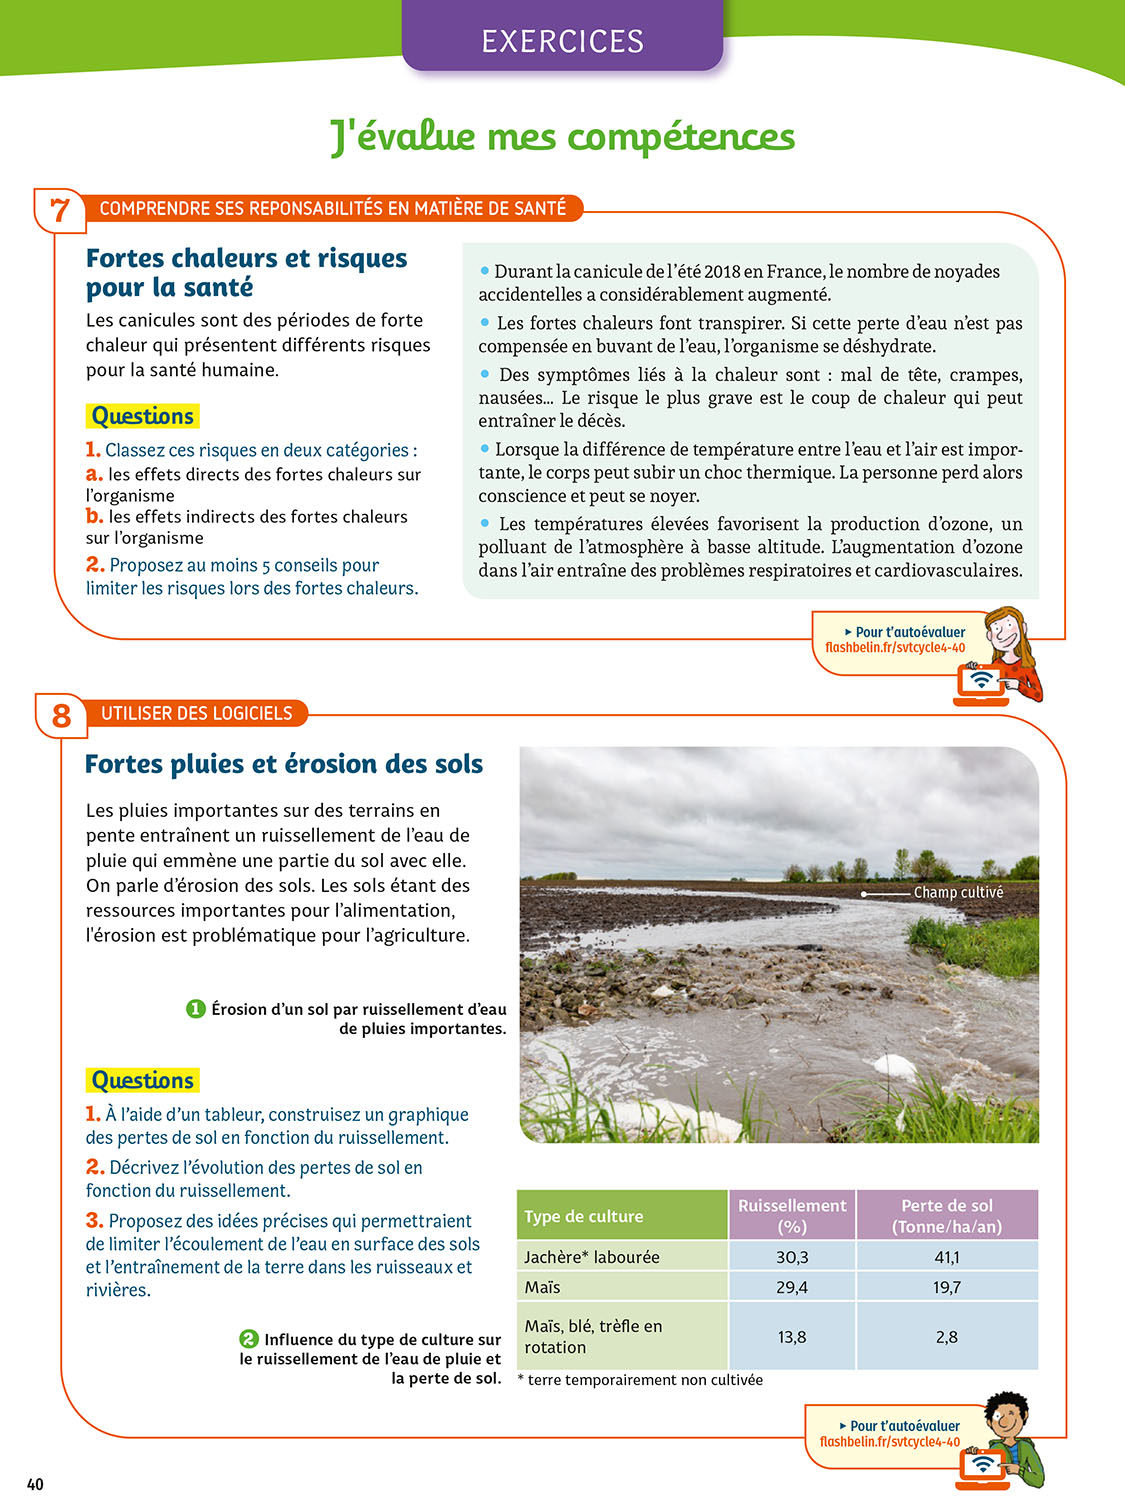 EXERCICES
J'évalue mes compétences
7
COMPRENDRE SES REPONSABILITÉS EN MATIÈRE DE SANTÉ
Fortes chaleurs et risques
pour la santé
Les canicules sont des périodes de forte
chaleur qui présentent différents risques
pour la santé humaine.
Questions
1. Classez ces risques en deux catégories :
a. les effets directs des fortes chaleurs sur
l'organisme
b. les effets indirects des fortes chaleurs
sur l'organisme
2. Proposez au moins 5 conseils pour
limiter les risques lors des fortes chaleurs.
• Durant la canicule de l'été 2018 en France, le nombre de noyades
accidentelles a considérablement augmenté.
• Les fortes chaleurs font transpirer. Si cette perte d'eau n'est pas
compensée en buvant de l'eau, l'organisme se déshydrate.
• Des symptômes liés à la chaleur sont : mal de tête, crampes,
nausées... Le risque le plus grave est le coup de chaleur qui peut
entraîner le décès.
• Lorsque la différence de température entre l'eau et l'air est impor-
tante, le corps peut subir un choc thermique. La personne perd alors
conscience et peut se noyer.
• Les températures élevées favorisent la production d'ozone, un
polluant de l'atmosphère à basse altitude. L'augmentation d'ozone
dans l'air entraîne des problèmes respiratoires et cardiovasculaires.
▸ Pour t'autoévaluer
flashbelin.fr/svtcycle4-40
8
UTILISER DES LOGICIELS
Fortes pluies et érosion des sols
Les pluies importantes sur des terrains en
pente entraînent un ruissellement de l'eau de
pluie qui emmène une partie du sol avec elle.
On parle d'érosion des sols. Les sols étant des
ressources importantes pour l'alimentation,
l'érosion est problématique pour l'agriculture.
Champ cultivé
1 Érosion d'un sol par ruissellement d'eau
de pluies importantes.
Questions
1. À l'aide d'un tableur, construisez un graphique
des pertes de sol en fonction du ruissellement.
2. Décrivez l'évolution des pertes de sol en
fonction du ruissellement.
3. Proposez des idées précises qui permettraient
de limiter l'écoulement de l'eau en surface des sols
et l'entraînement de la terre dans les ruisseaux et
rivières.
2 Influence du type de culture sur
le ruissellement de l'eau de pluie et
la perte de sol.
Type de culture
Ruissellement
(%)
Perte de sol
(Tonne/ha/an)
Jachère* labourée 30,3 41,1
Maïs 29,4 19,7
Maïs, blé, trèfle en
rotation
13,8 2,8
* terre temporairement non cultivée
▸ Pour t'autoévaluer
flashbelin.fr/svtcycle4-40
40